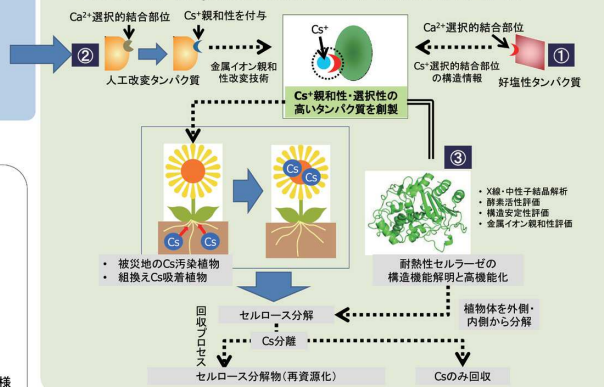 Ca²⁺選択的結合部位
Cs⁺親和性を付与
②
人工改変タンパク質
金属イオン親和
性改変技術
Cs⁺
Ca²⁺選択的結合部位
①
Cs⁺選択的結合部位
の構造情報
好塩性タンパク質
Cs⁺親和性・選択性の
高いタンパク質を創製
③
Cs
Cs
Cs
Cs
• X線・中性子結晶解析
• 酵素活性評価
• 構造安定性評価
• 金属イオン親和性評価
• 被災地のCs汚染植物
• 組換えCs吸着植物
耐熱性セルラーゼの
構造機能解明と高機能化
回収プロセス
セルロース分解
植物体を外側・
内側から分解
Cs分離
セルロース分解物(再資源化)
Csのみ回収
様